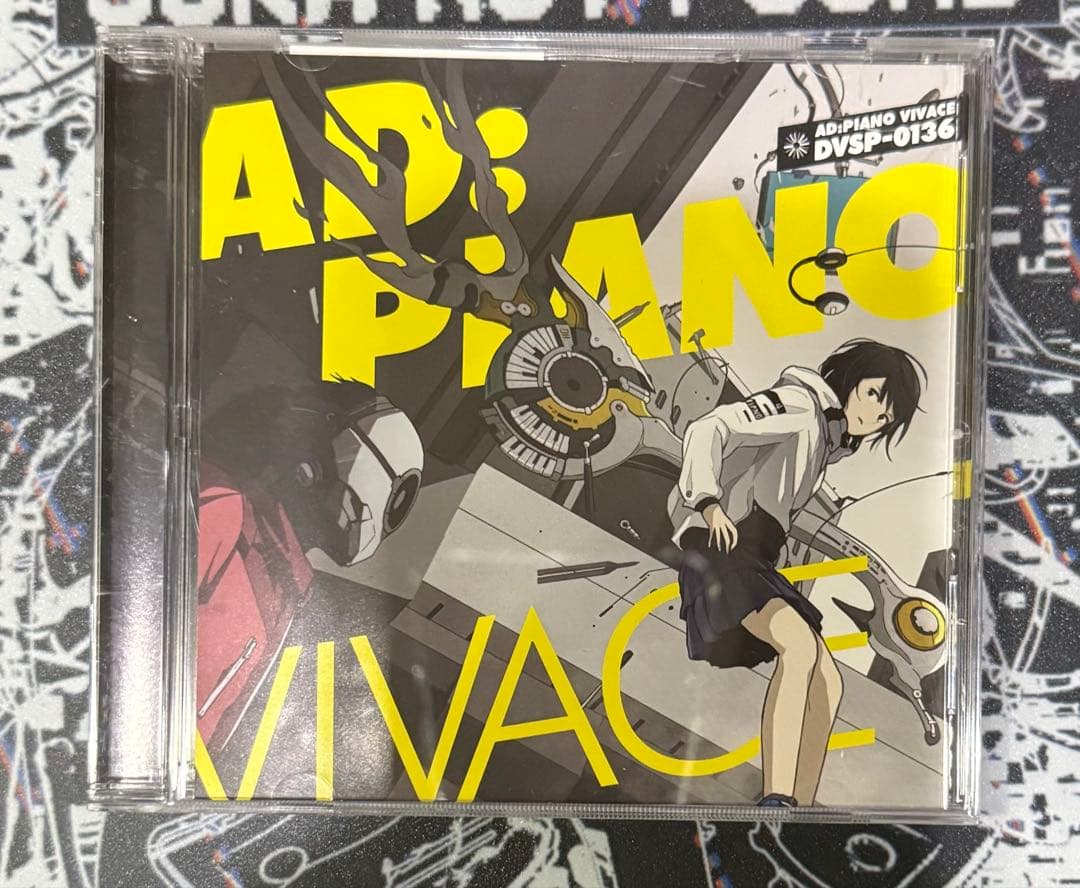 AD:PIANO VIVACE
DVSP-0136
AD:
PiANO
VIVACE